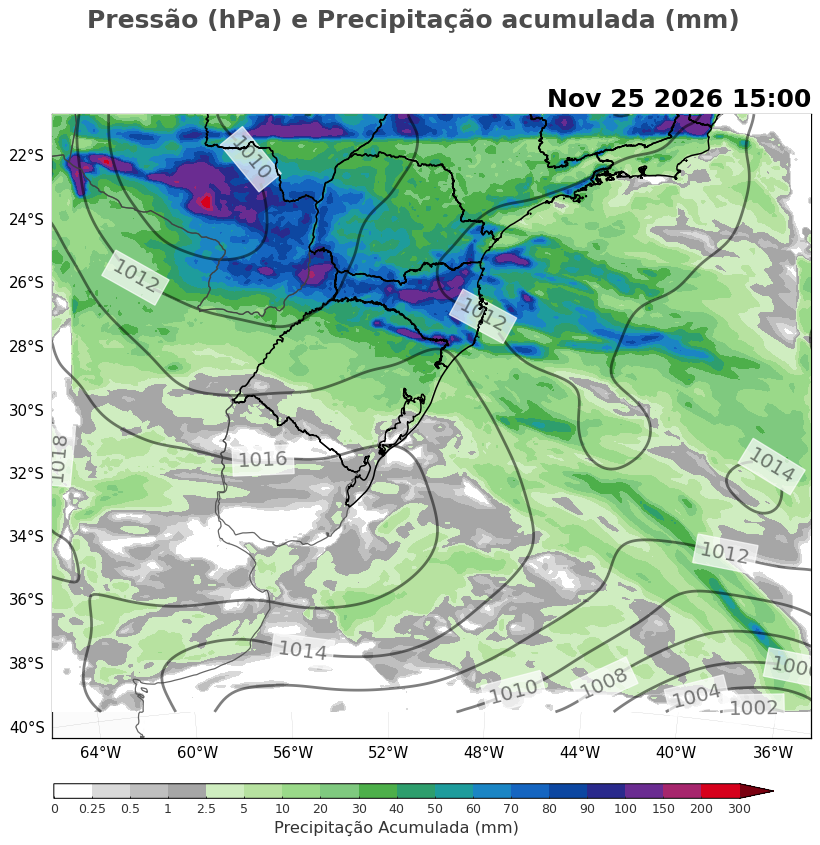 Pressão (hPa) e Precipitação acumulada (mm)
Nov 25 2026 15:00
22°S
24°S
26°S
28°S
30°S
32°S
34°S
36°S
38°S
40°S
1010
1012
1012
1018
1016
1014
1012
1014
1010
1008
1004
1002
64°W 60°W 56°W 52°W 48°W 44°W 40°W 36°W
0 0.25 0.5 1 2.5 5 10 20 30 40 50 60 70 80 90 100 150 200 300
Precipitação Acumulada (mm)